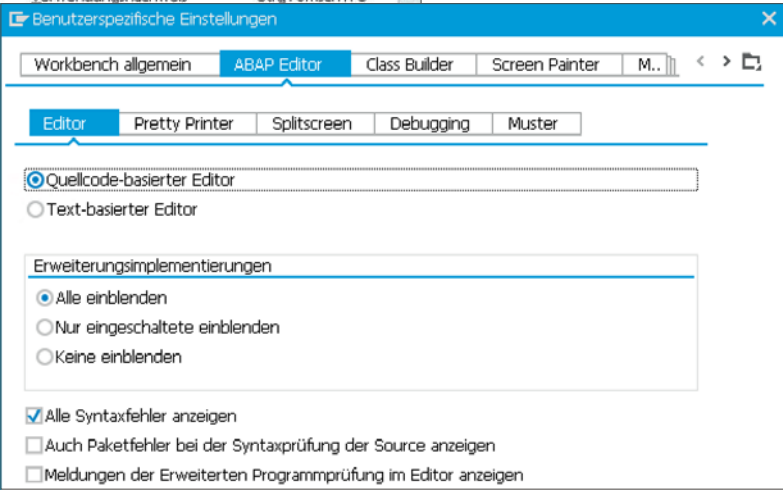 Benutzerspezifische Einstellungen
Workbench allgemein ABAP Editor Class Builder Screen Painter M..
Editor Pretty Printer Splitscreen Debugging Muster
Quellcode-basierter Editor
Text-basierter Editor
Erweiterungsimplementierungen
Alle einblenden
Nur eingeschaltete einblenden
Keine einblenden
Alle Syntaxfehler anzeigen
Auch Paketfehler bei der Syntaxprüfung der Source anzeigen
Meldungen der Erweiterten Programmprüfung im Editor anzeigen